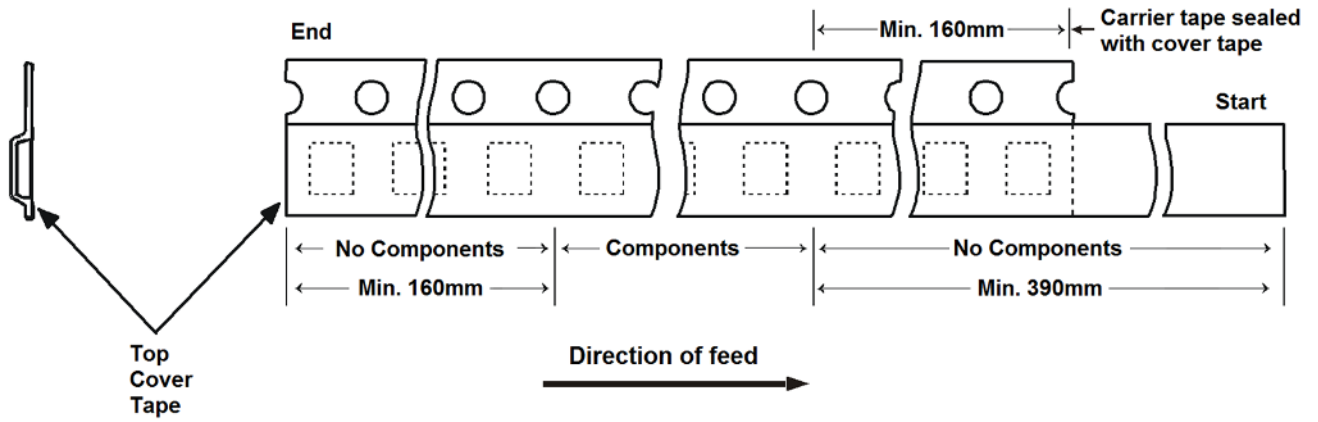 End
Min. 160mm
Carrier tape sealed
with cover tape
Start
No Components
Components
No Components
Min. 160mm
Min. 390mm
Direction of feed
Top
Cover
Tape